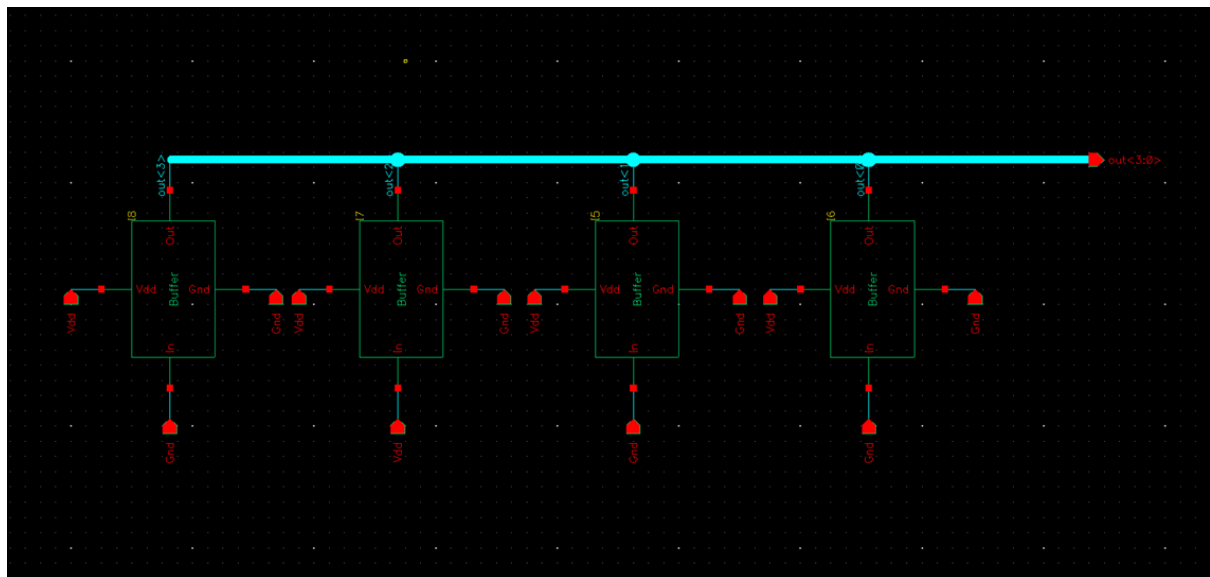 out<3>
out<2>
out<1>
out<0>
out<3:0>
I8
I7
I5
I6
Out
Out
Out
Out
Vdd
Buffer
Gnd
Vdd
Buffer
Gnd
Vdd
Buffer
Gnd
Vdd
Buffer
Gnd
Vdd
Gnd
Vdd
Gnd
Vdd
Gnd
Vdd
Gnd
In
In
In
In
Gnd
Vdd
Gnd
Gnd